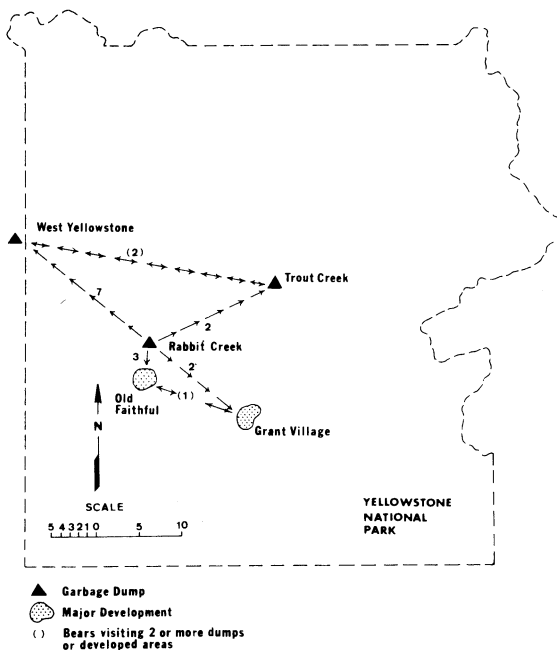 West Yellowstone
(2)
Trout Creek
7
2
Rabbit Creek
3
2
Old
Faithful
(1)
Grant Village
N
SCALE
5 4 3 2 1 0 5 10
YELLOWSTONE
NATIONAL
PARK
Garbage Dump
Major Development
( ) Bears visiting 2 or more dumps
or developed areas